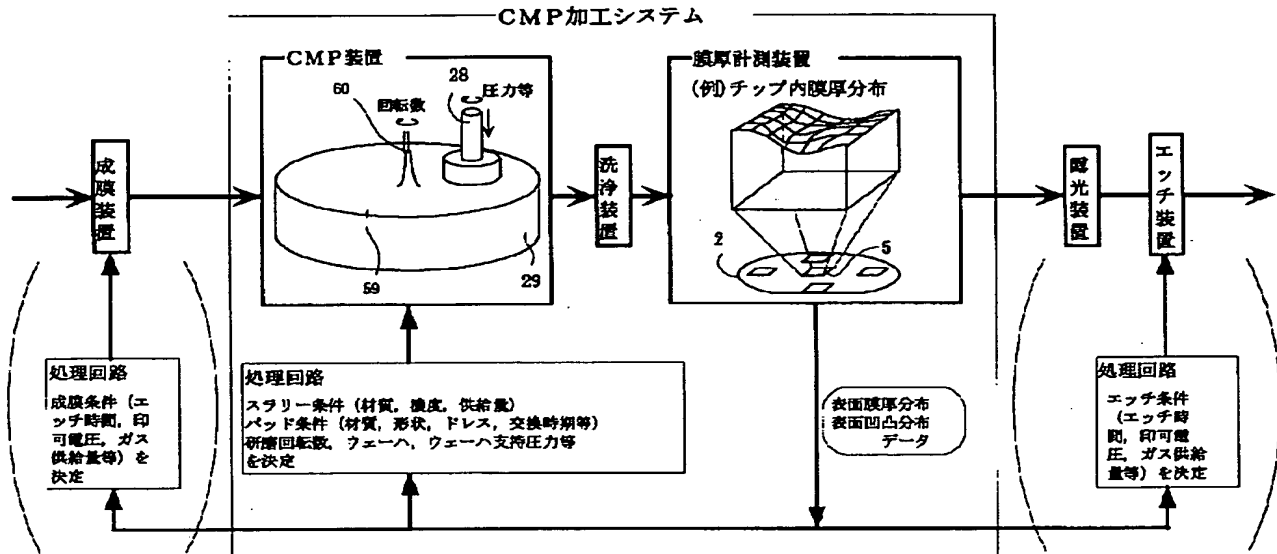 CMP加工システム
CMP装置
60
回転数
28
圧力等
59
29
膜厚計測装置
(例)チップ内膜厚分布
2
5
成膜装置
洗浄装置
露光装置
エッチ装置
処理回路
成膜条件(エ
ッチ時間, 印
可電圧, ガス
供給量等)を
決定
処理回路
スラリー条件(材質, 濃度, 供給量)
パッド条件(材質, 形状, ドレス, 交換時期等)
研磨回転数, ウェーハ, ウェーハ支持圧力等
を決定
表面膜厚分布
表面凹凸分布
データ
処理回路
エッチ条件
(エッチ時
間, 印可電
圧, ガス供給
量等)を決定